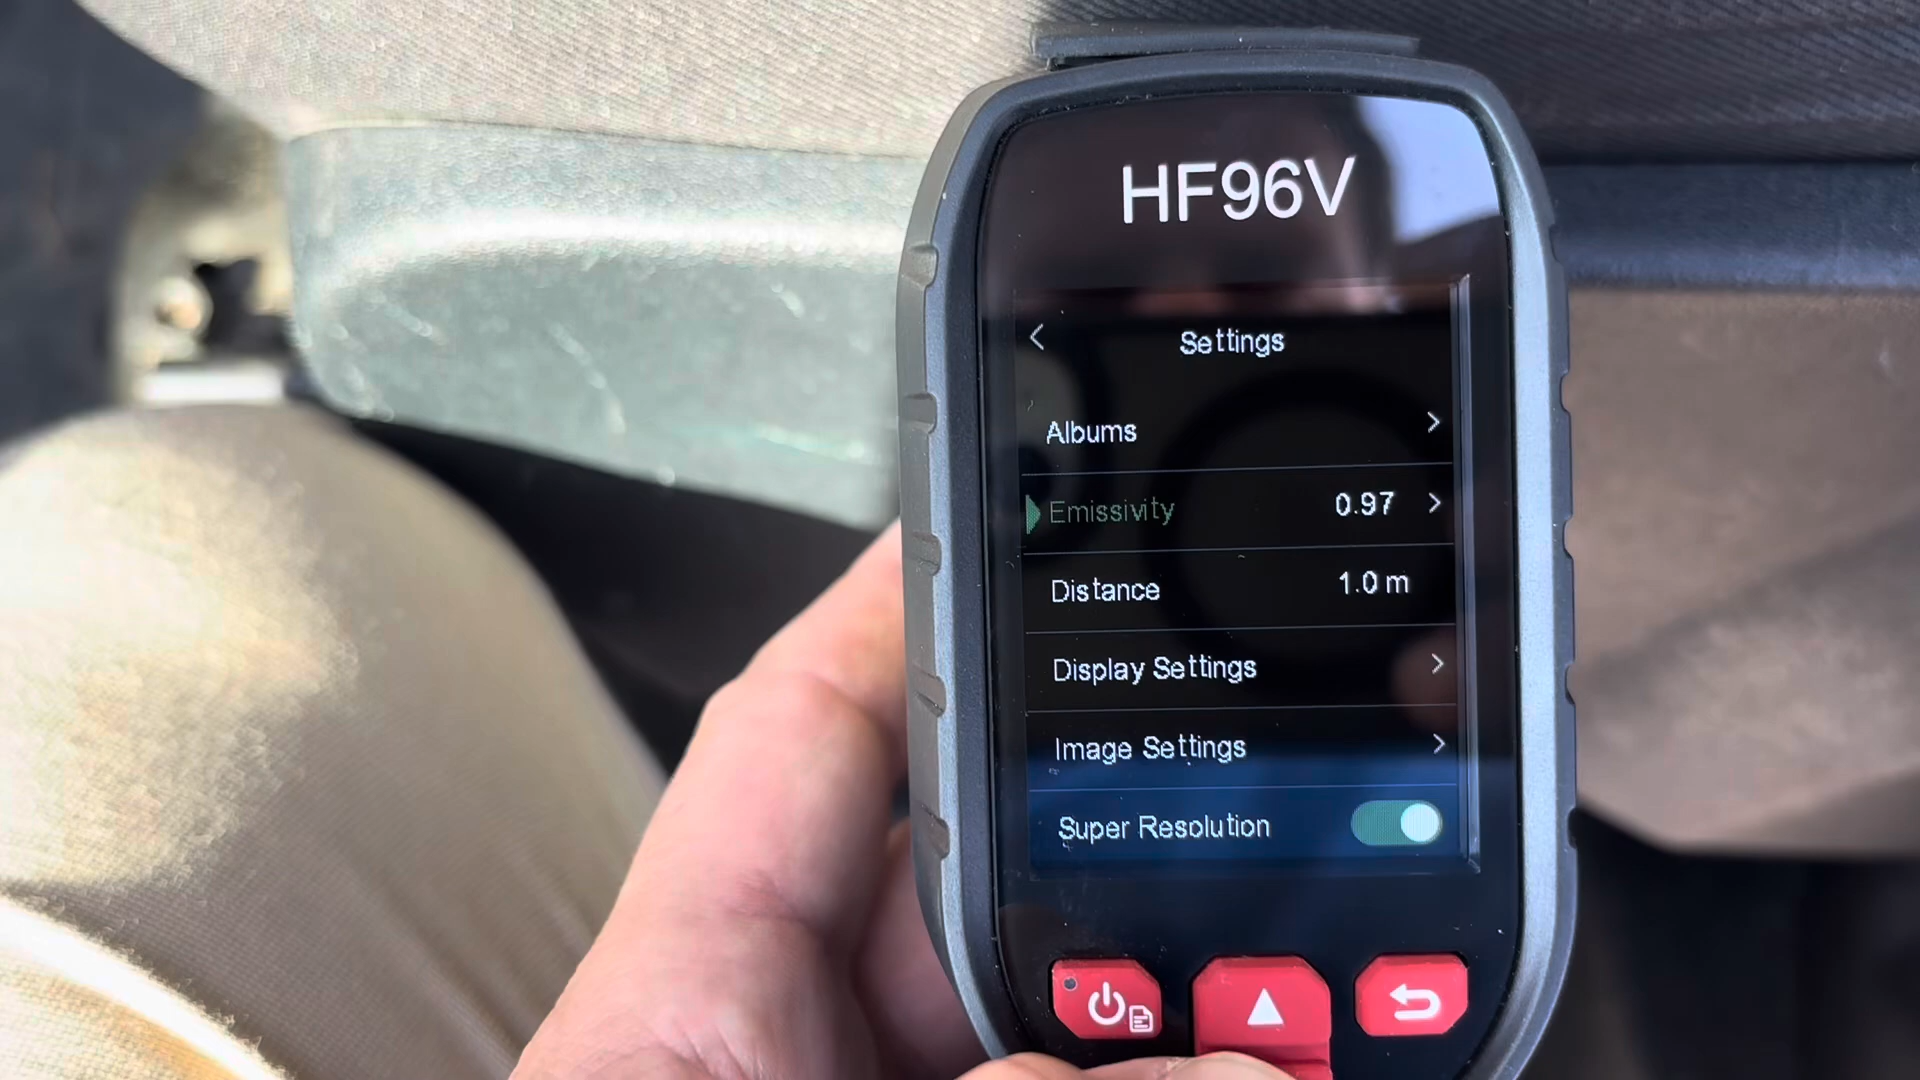 HF96V
Settings
Albums
Emissivity 0.97
Distance 1.0 m
Display Settings
Image Settings
Super Resolution